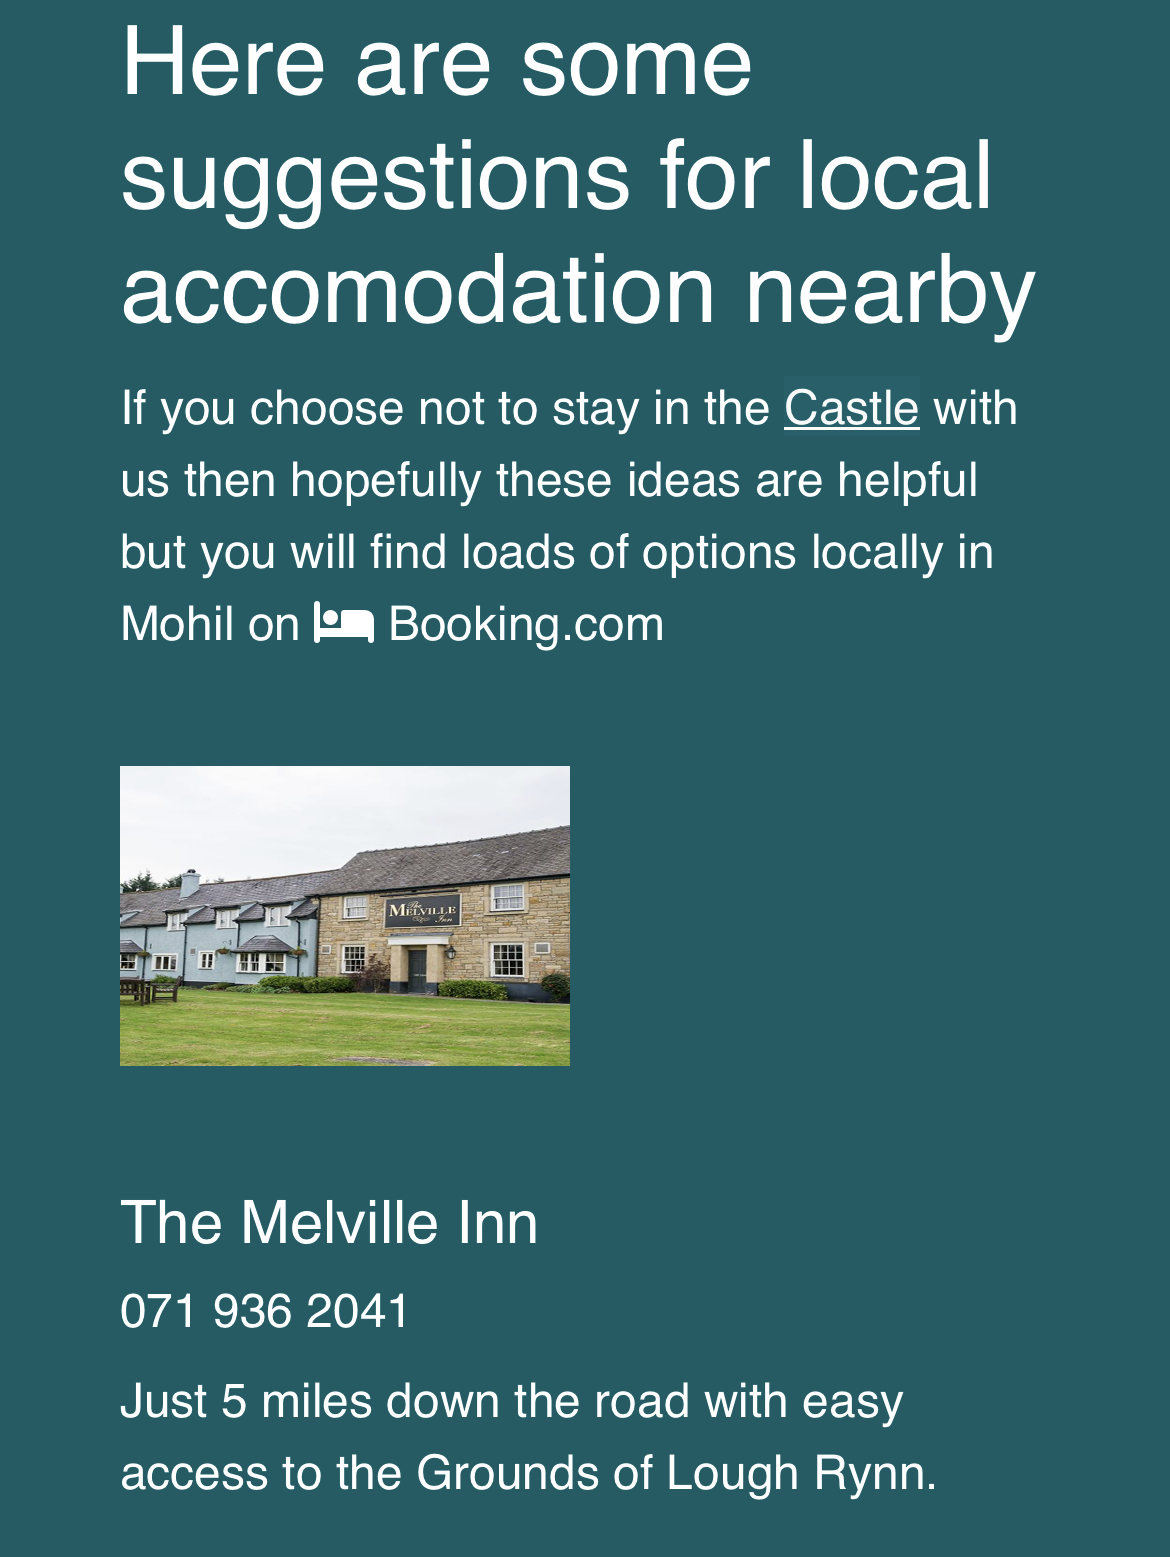 Here are some
suggestions for local
accomodation nearby
If you choose not to stay in the Castle with
us then hopefully these ideas are helpful
but you will find loads of options locally in
Mohil on Booking.com
The
MELVILLE
Inn
The Melville Inn
071 936 2041
Just 5 miles down the road with easy
access to the Grounds of Lough Rynn.